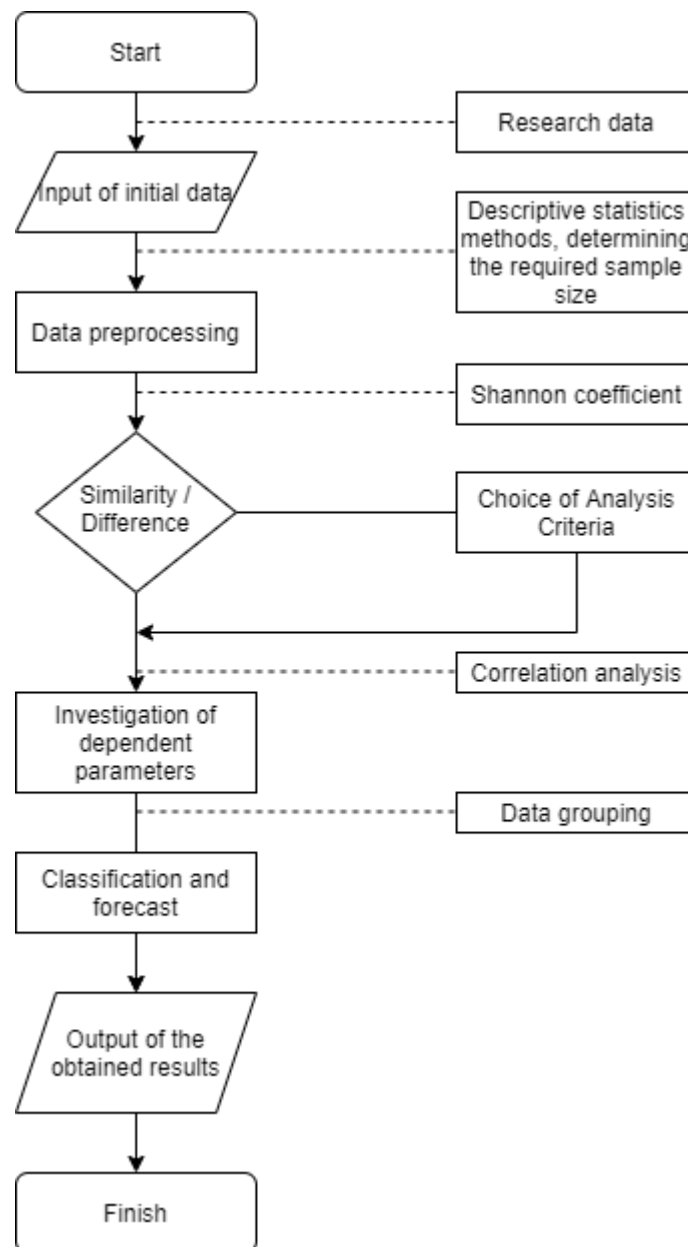 Start
Research data
Input of initial data
Descriptive statistics
methods, determining
the required sample
size
Data preprocessing
Shannon coefficient
Similarity /
Difference
Choice of Analysis
Criteria
Correlation analysis
Investigation of
dependent
parameters
Data grouping
Classification and
forecast
Output of the
obtained results
Finish